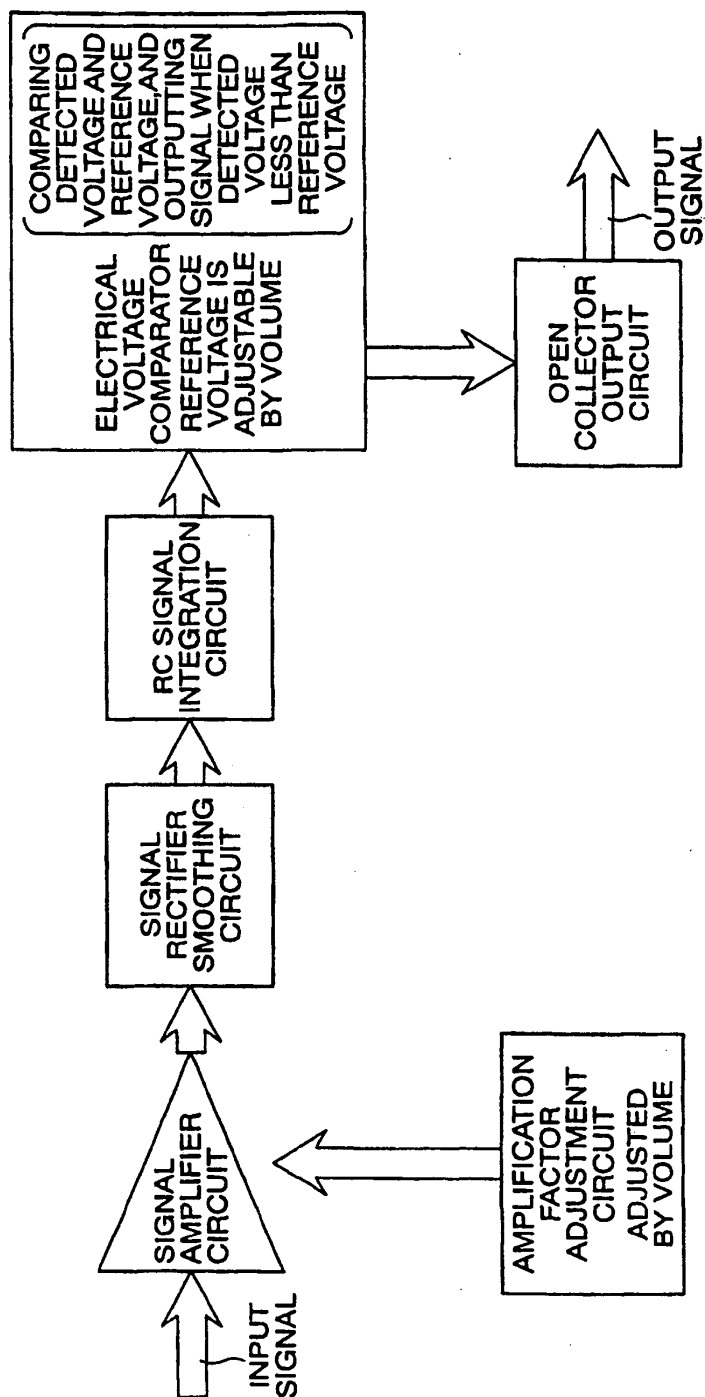 INPUT
SIGNAL
SIGNAL
AMPLIFIER
CIRCUIT
AMPLIFICATION
FACTOR
ADJUSTMENT
CIRCUIT
ADJUSTED
BY VOLUME
SIGNAL
RECTIFIER
SMOOTHING
CIRCUIT
RC SIGNAL
INTEGRATION
CIRCUIT
ELECTRICAL
VOLTAGE
COMPARATOR
REFERENCE
VOLTAGE IS
ADJUSTABLE
BY VOLUME
COMPARING
DETECTED
VOLTAGE AND
REFERENCE
VOLTAGE, AND
OUTPUTTING
SIGNAL WHEN
DETECTED
VOLTAGE
LESS THAN
REFERENCE
VOLTAGE
OPEN
COLLECTOR
OUTPUT
CIRCUIT
OUTPUT
SIGNAL